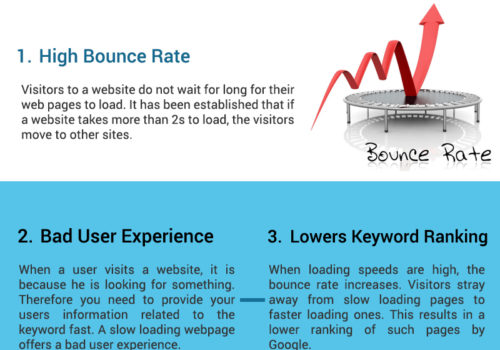 1. High Bounce Rate
Visitors to a website do not wait for long for their
web pages to load. It has been established that if
a website takes more than 2s to load, the visitors
move to other sites.
Bounce Rate
2. Bad User Experience
When a user visits a website, it is
because he is looking for something.
Therefore you need to provide your
users information related to the
keyword fast. A slow loading webpage
offers a bad user experience.
3. Lowers Keyword Ranking
When loading speeds are high, the
bounce rate increases. Visitors stray
away from slow loading pages to
faster loading ones. This results in a
lower ranking of such pages by
Google.